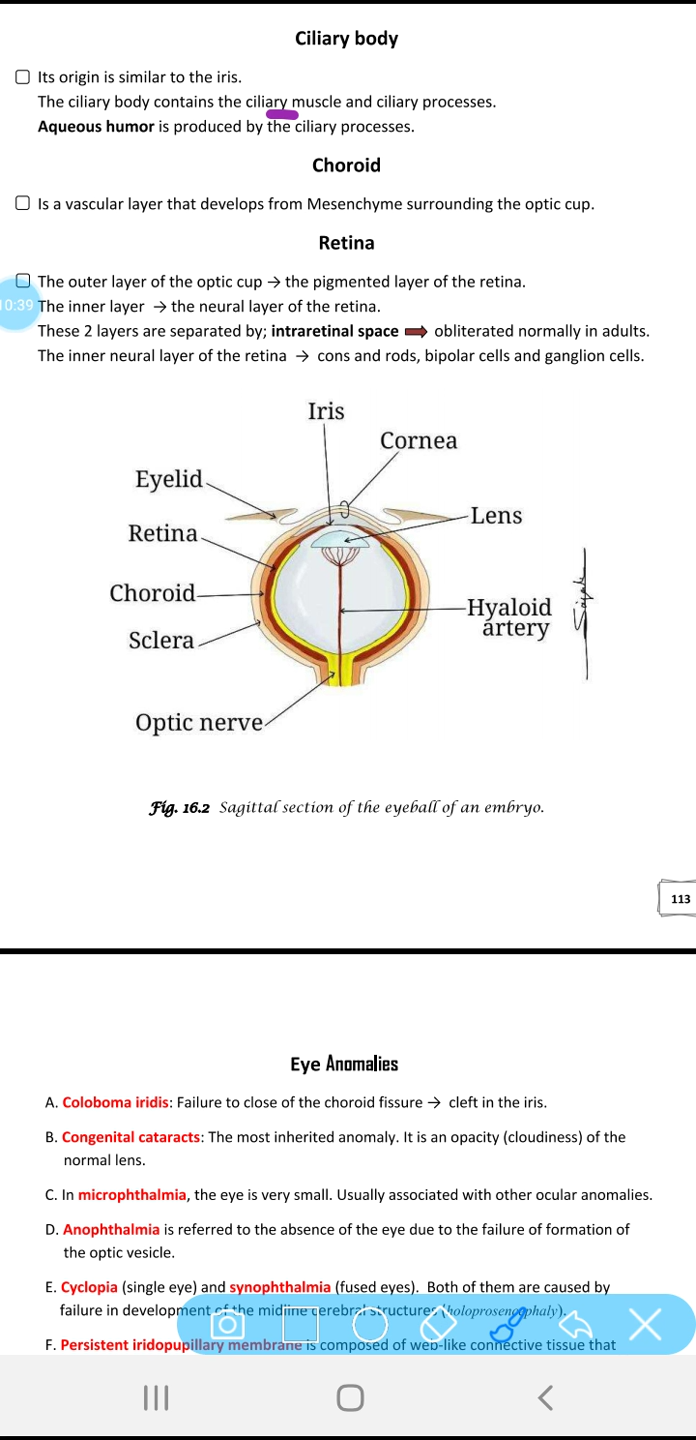 Ciliary body
Its origin is similar to the iris.
The ciliary body contains the ciliary muscle and ciliary processes.
Aqueous humor is produced by the ciliary processes.
Choroid
Is a vascular layer that develops from Mesenchyme surrounding the optic cup.
Retina
The outer layer of the optic cup → the pigmented layer of the retina.
10:39
The inner layer → the neural layer of the retina.
These 2 layers are separated by; intraretinal space ➡ obliterated normally in adults.
The inner neural layer of the retina → cons and rods, bipolar cells and ganglion cells.
Iris
Cornea
Eyelid
Lens
Retina
Choroid
Hyaloid
artery
Sclera
Optic nerve
Fig. 16.2 Sagittal section of the eyeball of an embryo.
113
Eye Anomalies
A. Coloboma iridis: Failure to close of the choroid fissure → cleft in the iris.
B. Congenital cataracts: The most inherited anomaly. It is an opacity (cloudiness) of the
normal lens.
C. In microphthalmia, the eye is very small. Usually associated with other ocular anomalies.
D. Anophthalmia is referred to the absence of the eye due to the failure of formation of
the optic vesicle.
E. Cyclopia (single eye) and synophthalmia (fused eyes). Both of them are caused by
failure in development of the midline cerebral structures (holoprosencephaly).
F. Persistent iridopupillary membrane is composed of web-like connective tissue that